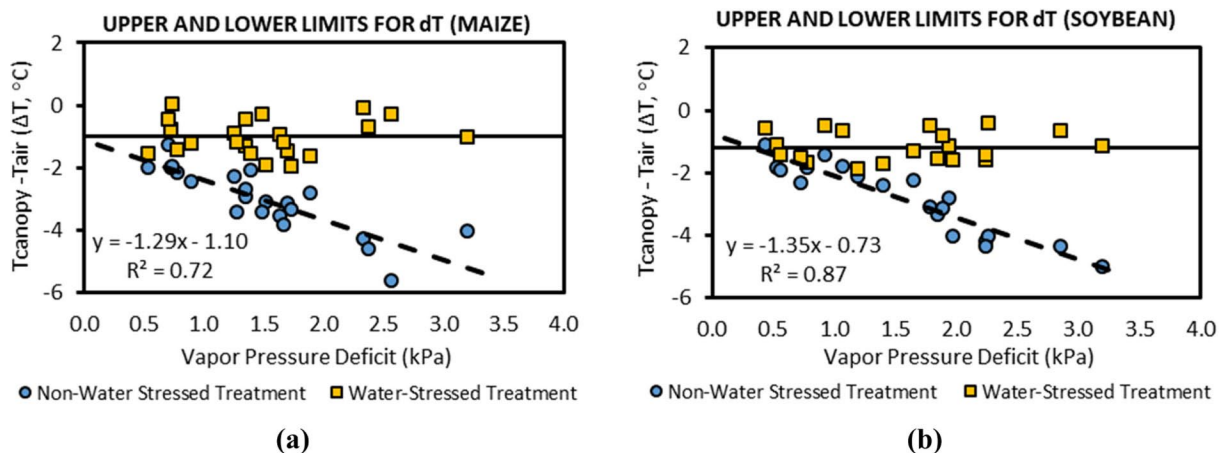 UPPER AND LOWER LIMITS FOR dT (MAIZE)
Tcanopy -Tair (ΔT, °C)
2
0
-2
-4
-6
y = -1.29x - 1.10
R² = 0.72
0.0 0.5 1.0 1.5 2.0 2.5 3.0 3.5 4.0
Vapor Pressure Deficit (kPa)
Non-Water Stressed Treatment Water-Stressed Treatment
(a)
UPPER AND LOWER LIMITS FOR dT (SOYBEAN)
Tcanopy - Tair (ΔT, °C)
2
0
-2
-4
-6
y = -1.35x - 0.73
R² = 0.87
0.0 0.5 1.0 1.5 2.0 2.5 3.0 3.5 4.0
Vapor Pressure Deficit (kPa)
Non-Water Stressed Treatment Water-Stressed Treatment
(b)